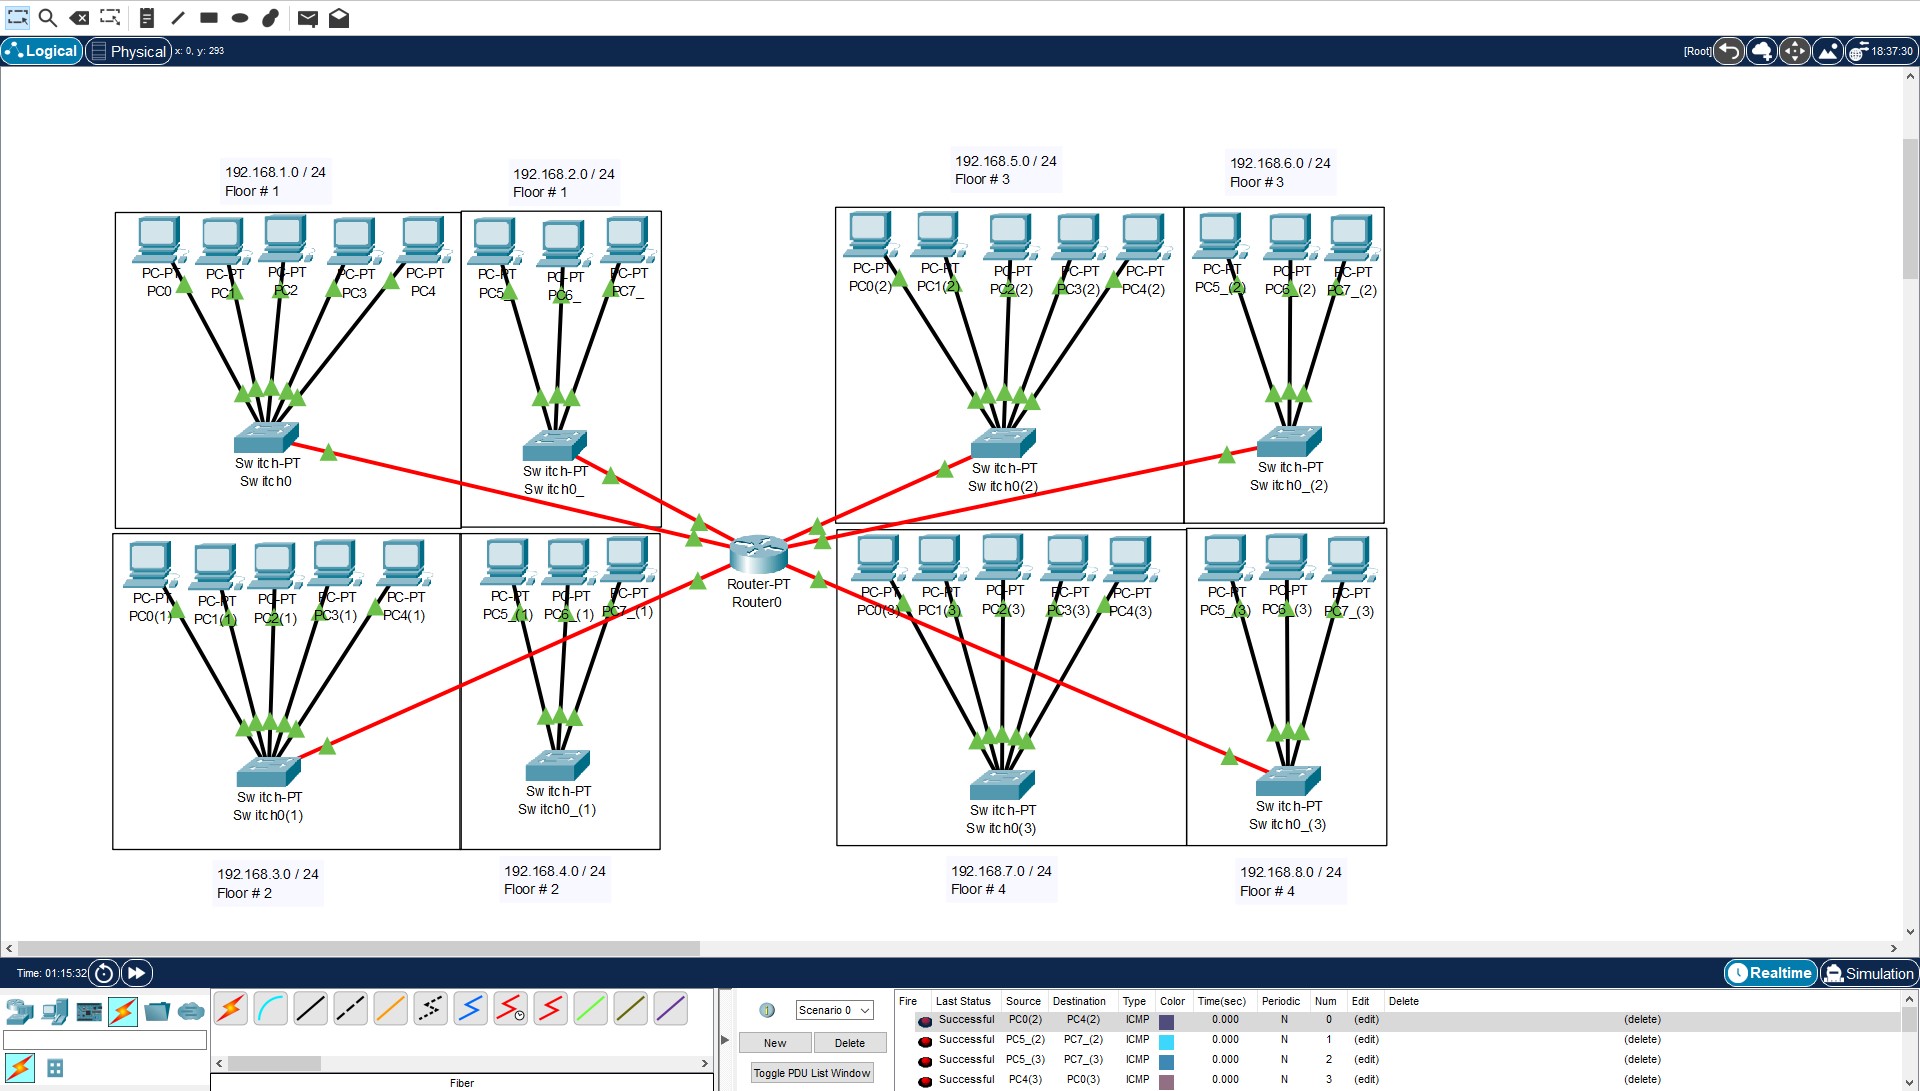 Logical
Physical
x: 0, y: 293
[Root]
18:37:30
192.168.1.0 / 24
Floor # 1
192.168.2.0 / 24
Floor # 1
192.168.5.0 / 24
Floor # 3
192.168.6.0 / 24
Floor # 3
PC-PT
PC0
PC-PT
PC1
PC-PT
PC2
PC-PT
PC3
PC-PT
PC4
PC-PT
PC5_
PC-PT
PC6_
PC-PT
PC7_
PC-PT
PC0(2)
PC-PT
PC1(2)
PC-PT
PC2(2)
PC-PT
PC3(2)
PC-PT
PC4(2)
PC-PT
PC5_(2)
PC-PT
PC6_(2)
PC-PT
PC7_(2)
Switch-PT
Switch0
Switch-PT
Switch0_
Switch-PT
Switch0(2)
Switch-PT
Switch0_(2)
Router-PT
Router0
PC-PT
PC0(1)
PC-PT
PC1(1)
PC-PT
PC2(1)
PC-PT
PC3(1)
PC-PT
PC4(1)
PC-PT
PC5_(1)
PC-PT
PC6_(1)
PC-PT
PC7_(1)
PC-PT
PC0(3)
PC-PT
PC1(3)
PC-PT
PC2(3)
PC-PT
PC3(3)
PC-PT
PC4(3)
PC-PT
PC5_(3)
PC-PT
PC6_(3)
PC-PT
PC7_(3)
Switch-PT
Switch0(1)
Switch-PT
Switch0_(1)
Switch-PT
Switch0(3)
Switch-PT
Switch0_(3)
192.168.3.0 / 24
Floor # 2
192.168.4.0 / 24
Floor # 2
192.168.7.0 / 24
Floor # 4
192.168.8.0 / 24
Floor # 4
Time: 01:15:32
Realtime
Simulation
Scenario 0
New
Delete
Toggle PDU List Window
Fiber
Fire Last Status Source Destination Type Color Time(sec) Periodic Num Edit Delete
Successful PC0(2) PC4(2) ICMP 0.000 N 0 (edit) (delete)
Successful PC5_(2) PC7_(2) ICMP 0.000 N 1 (edit) (delete)
Successful PC5_(3) PC7_(3) ICMP 0.000 N 2 (edit) (delete)
Successful PC4(3) PC0(3) ICMP 0.000 N 3 (edit) (delete)